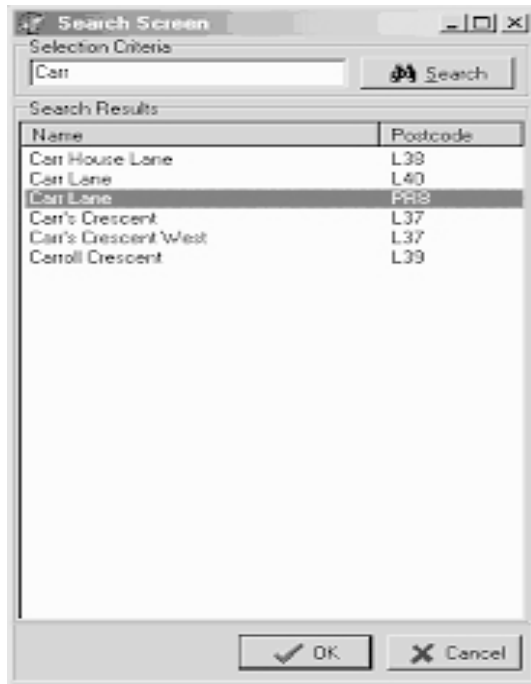 Search Screen
Selection Criteria
Carr
Search
Search Results
Name Postcode
Carr House Lane L38
Carr Lane L40
Carr Lane PR8
Carr's Crescent L37
Carr's Crescent West L37
Carroll Crescent L39
OK Cancel